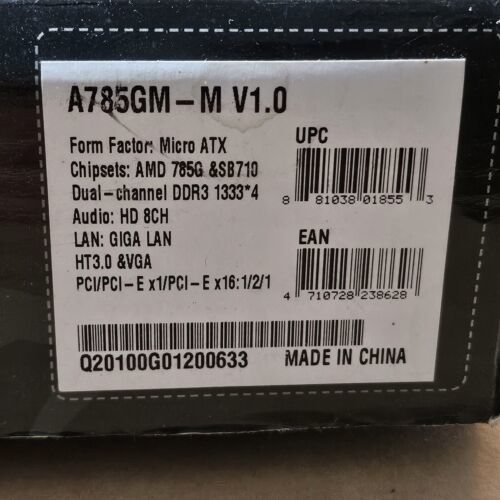 A785GM-M V1.0
Form Factor: Micro ATX
Chipsets: AMD 785G &SB710
Dual-channel DDR3 1333*4
Audio: HD 8CH
LAN: GIGA LAN
HT3.0 &VGA
PCI/PCI-E x1/PCI-E x16:1/2/1
UPC
8 81038 01855 3
EAN
4 710728 238628
Q20100G01200633
MADE IN CHINA